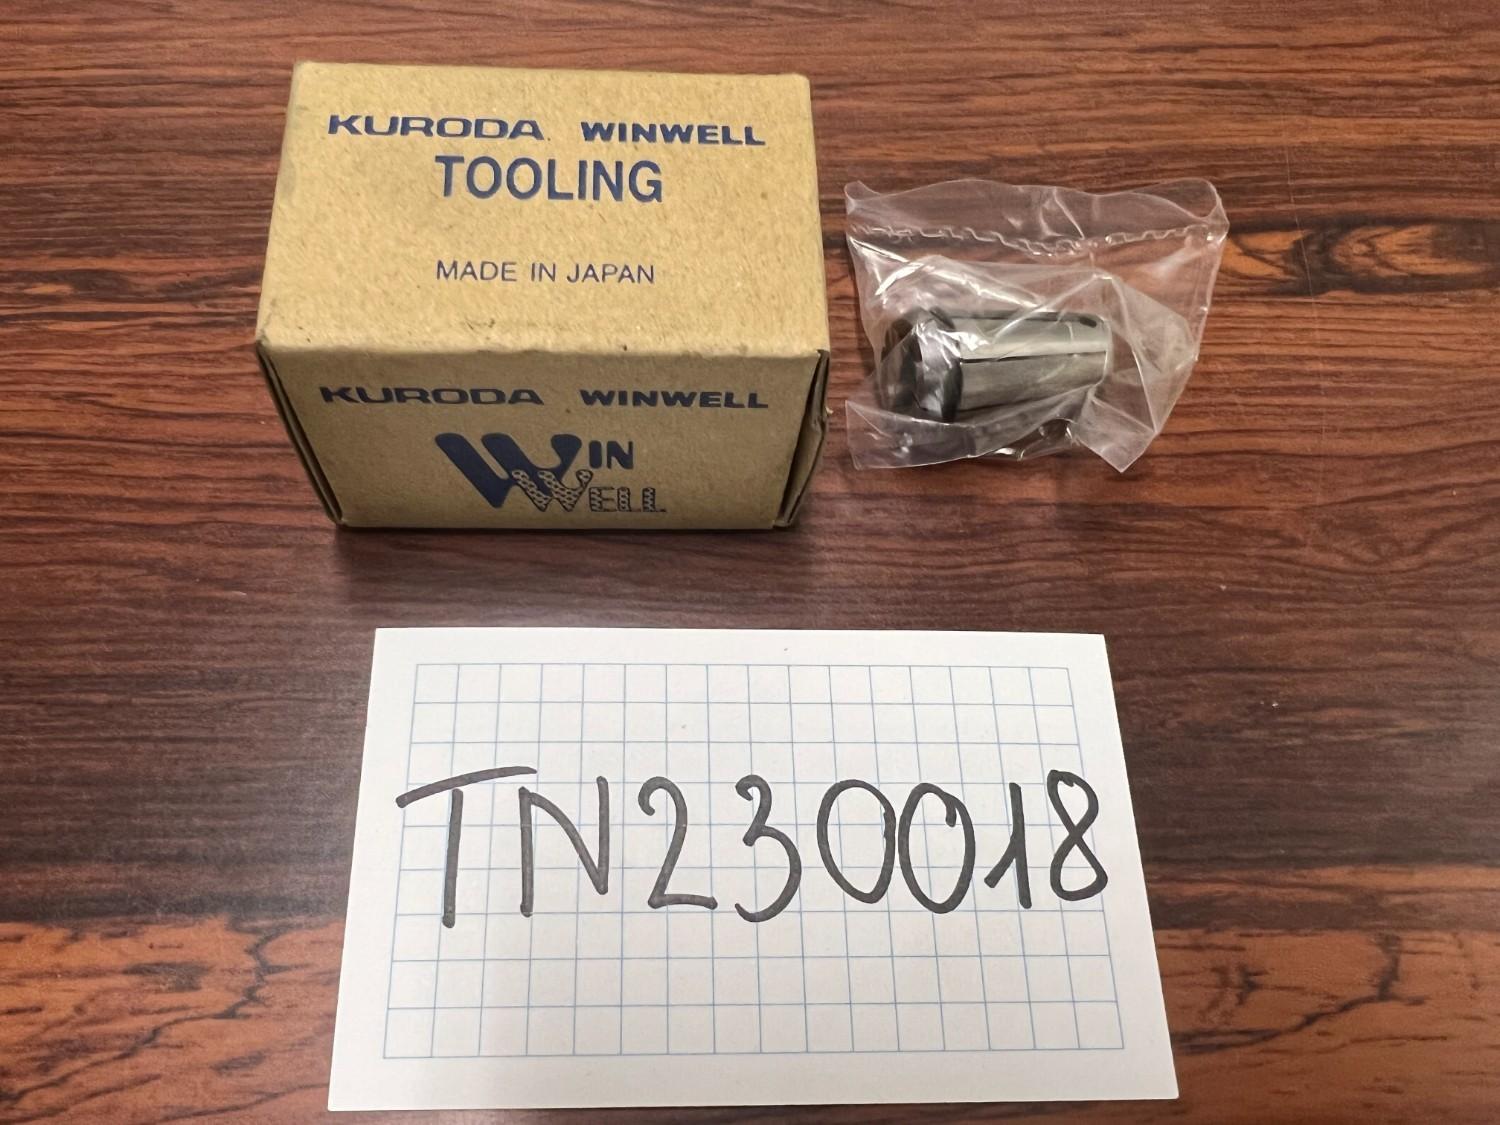 KURODA WINWELL
TOOLING
MADE IN JAPAN
KURODA WINWELL
WIN
WELL
TN230018